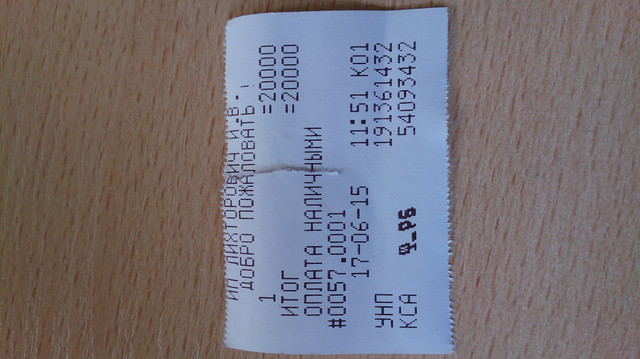 ИП ЛИХТОРОВИЧ И.В.
ДОБРО ПОЖАЛОВАТЬ !
1 =20000
ИТОГ =20000
ОПЛАТА НАЛИЧНЫМИ
#0057.0001
17-06-15 11:51 К01
УНП 191361432
КСА 54093432